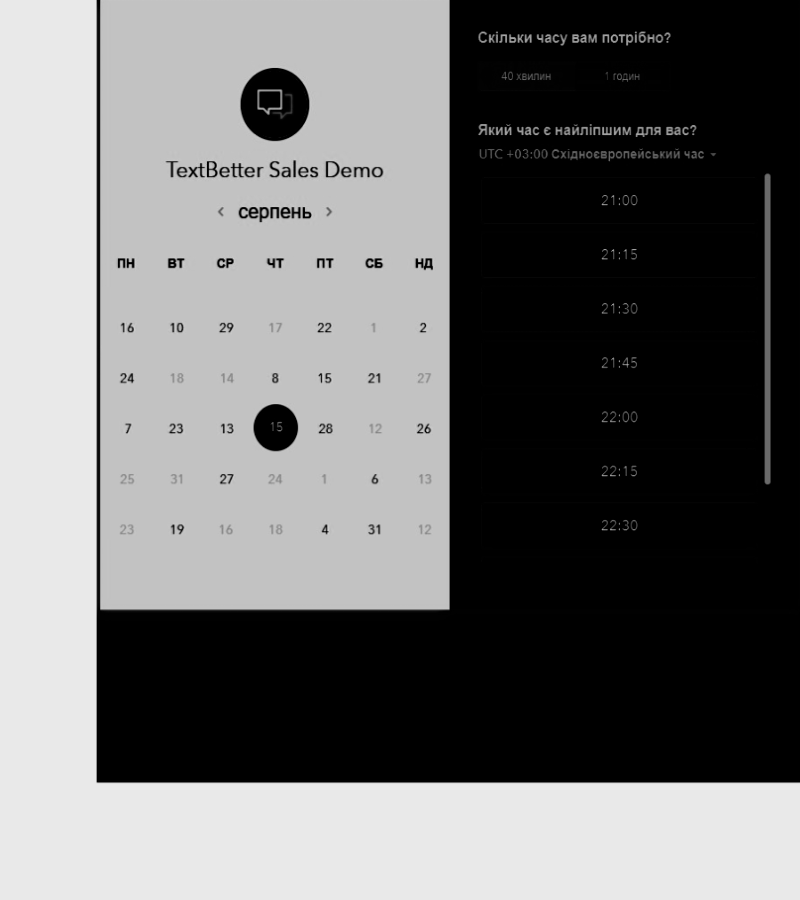 TextBetter Sales Demo
‹ серпень ›
ПН ВТ СР ЧТ ПТ СБ НД
16 10 29 17 22 1 2
24 18 14 8 15 21 27
7 23 13 15 28 12 26
25 31 27 24 1 6 13
23 19 16 18 4 31 12
Скільки часу вам потрібно?
40 хвилин 1 годин
Який час є найліпшим для вас?
UTC +03:00 Східноєвропейський час
21:00
21:15
21:30
21:45
22:00
22:15
22:30